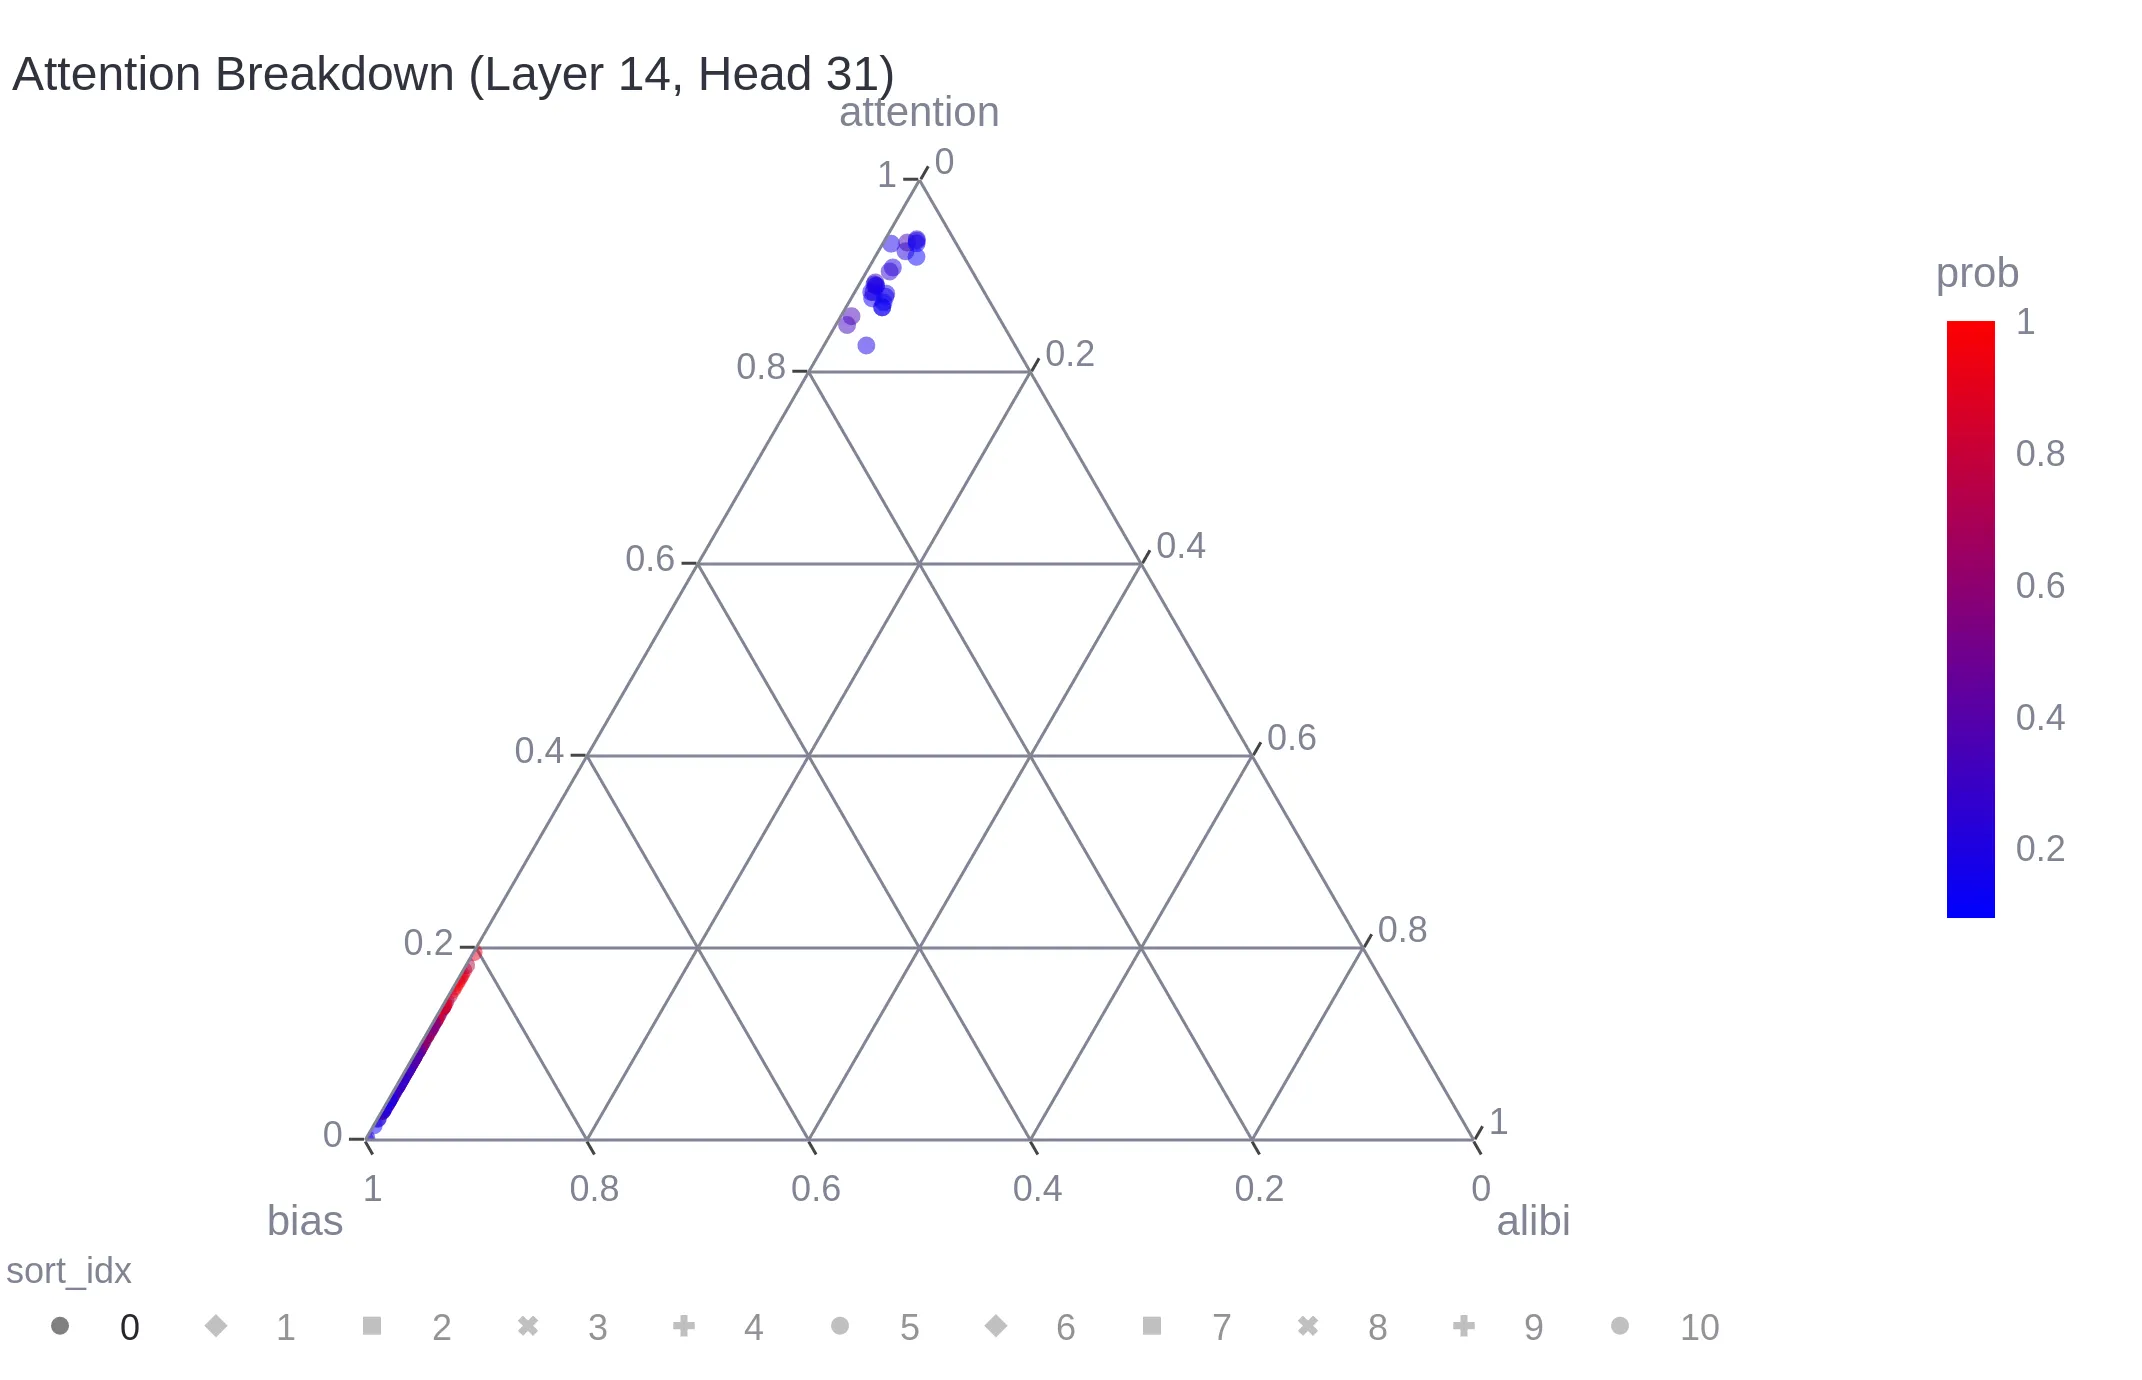 Attention Breakdown (Layer 14, Head 31)
attention
1 0
prob
1
0.8 0.2
0.8
0.6 0.4
0.6
0.4 0.6
0.4
0.2 0.8
0.2
0 1
1 0.8 0.6 0.4 0.2 0
bias alibi
sort_idx
0 1 2 3 4 5 6 7 8 9 10